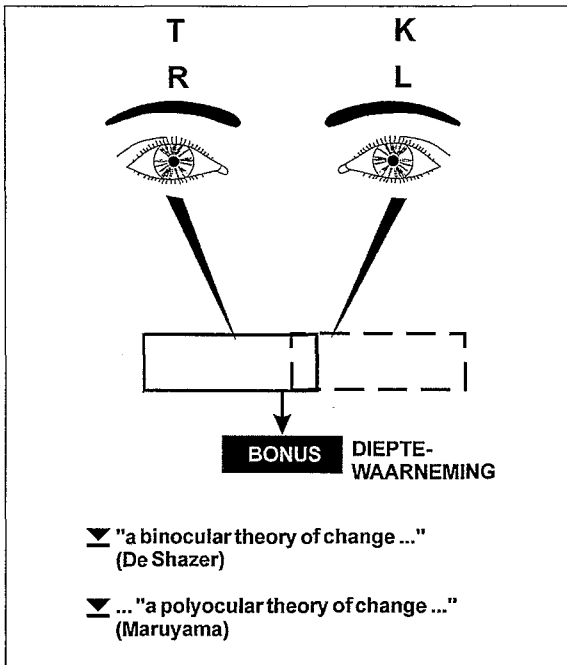 T K
R L
BONUS DIEPTE-
WAARNEMING
"a binocular theory of change ..."
(De Shazer)
... "a polyocular theory of change ..."
(Maruyama)